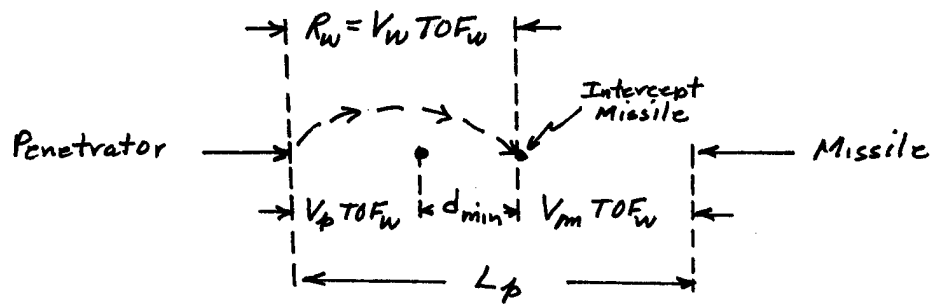 R_w = V_w TOF_w
Intercept
Missile
Penetrator
Missile
V_p TOF_w
d_min
V_m TOF_w
L_p